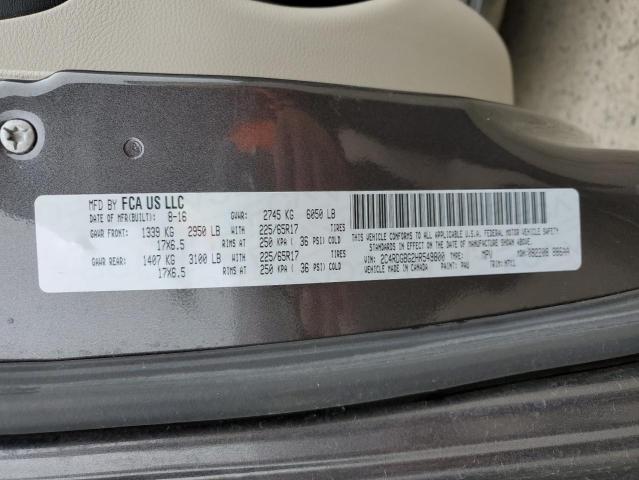 MFD BY FCA US LLC
DATE OF MFR(BUILT): 8-16 GVWR: 2745 KG 6050 LB
GAWR FRONT: 1339 KG 2950 LB WITH 225/65R17 TIRES
17X6.5 RIMS AT 250 KPA ( 36 PSI) COLD
GAWR REAR: 1407 KG 3100 LB WITH 225/65R17 TIRES
17X6.5 RIMS AT 250 KPA ( 36 PSI) COLD
THIS VEHICLE CONFORMS TO ALL APPLICABLE U.S.A. FEDERAL MOTOR VEHICLE SAFETY
STANDARDS IN EFFECT ON THE DATE OF MANUFACTURE SHOWN ABOVE.
VIN: 2C4RDGBG2HR549800 TYPE: MPV MDH:082208 986AA
MADE IN CANADA PAINT: PAU TRIM: